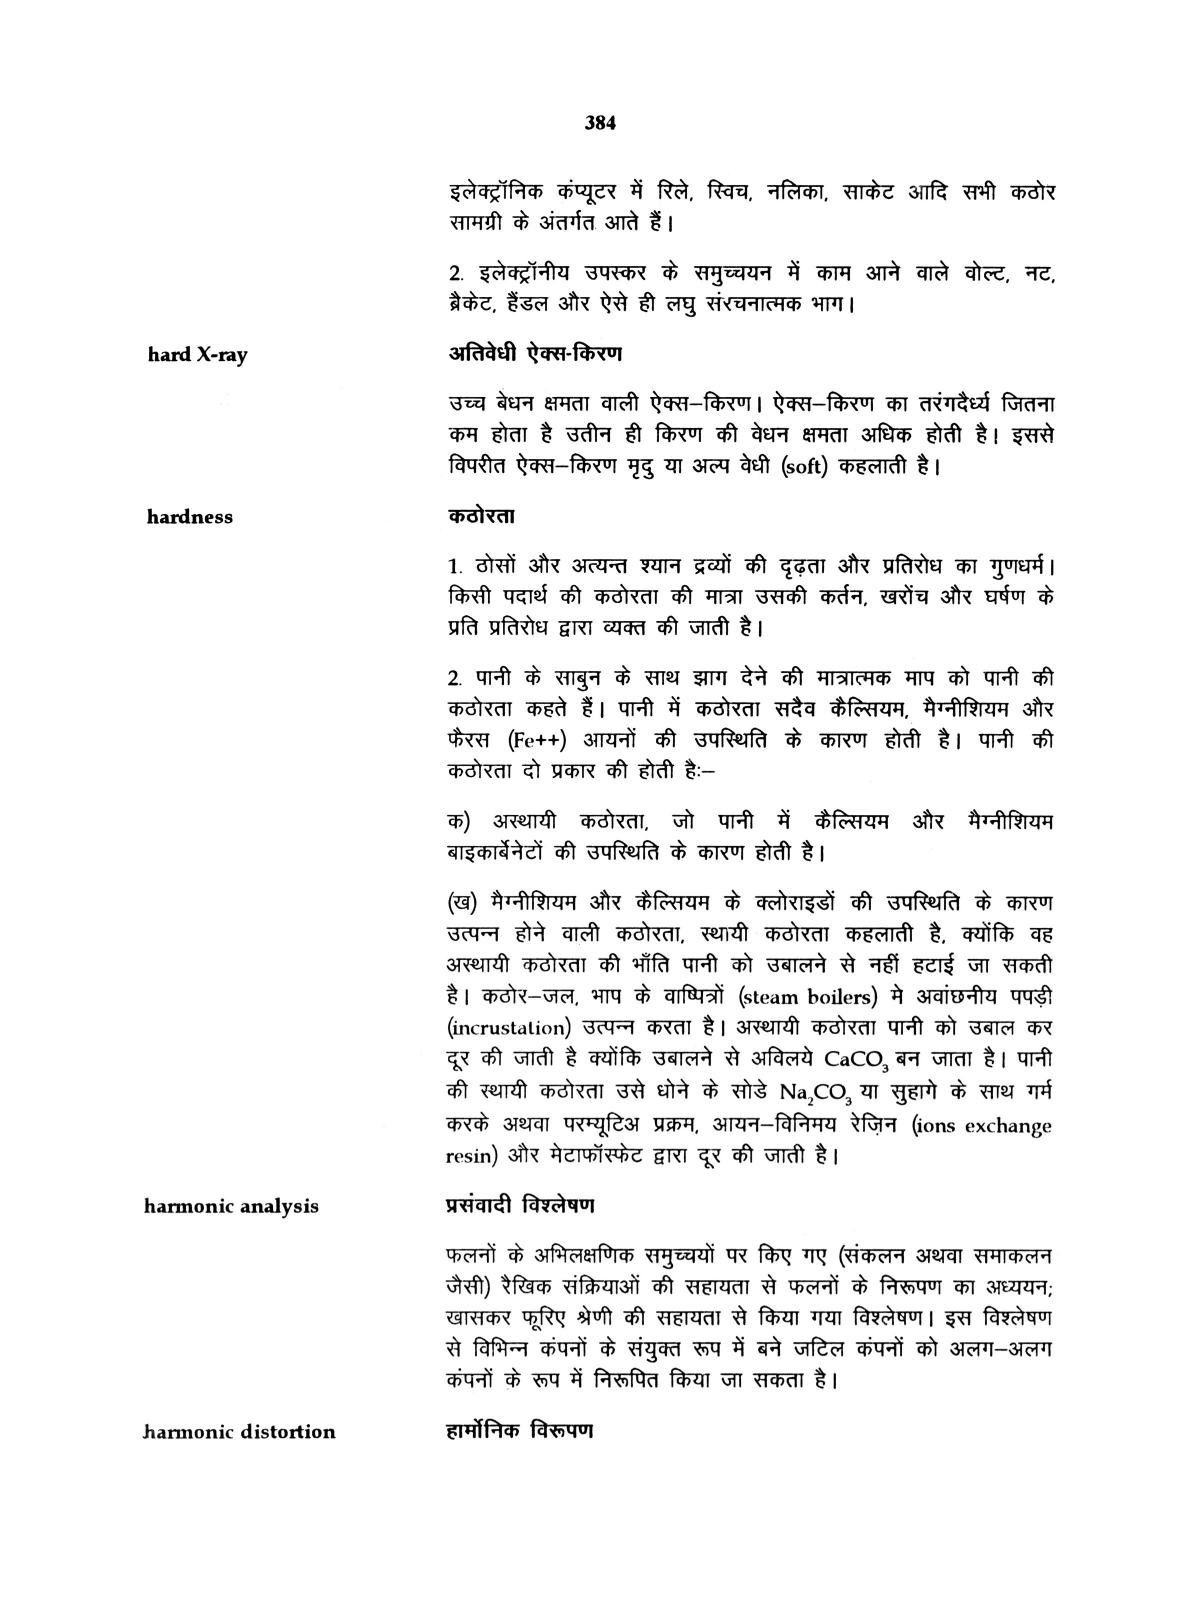 384
इलेक्ट्रॉनिक कंप्यूटर में रिले, स्विच, नलिका, साकेट आदि सभी कठोर
सामग्री के अंतर्गत आते हैं।
2. इलेक्ट्रॉनीय उपस्कर के समुच्चयन में काम आने वाले वोल्ट, नट,
ब्रैकेट, हैंडल और ऐसे ही लघु संरचनात्मक भाग।
hard X-ray अतिवेधी ऐक्स-किरण
उच्च बेधन क्षमता वाली ऐक्स–किरण। ऐक्स–किरण का तरंगदैर्ध्य जितना
कम होता है उतीन ही किरण की वेधन क्षमता अधिक होती है। इससे
विपरीत ऐक्स–किरण मृदु या अल्प वेधी (soft) कहलाती है।
hardness कठोरता
1. ठोसों और अत्यन्त श्यान द्रव्यों की दृढ़ता और प्रतिरोध का गुणधर्म।
किसी पदार्थ की कठोरता की मात्रा उसकी कर्तन, खरोंच और घर्षण के
प्रति प्रतिरोध द्वारा व्यक्त की जाती है।
2. पानी के साबुन के साथ झाग देने की मात्रात्मक माप को पानी की
कठोरता कहते हैं। पानी में कठोरता सदैव कैल्सियम, मैग्नीशियम और
फैरस (Fe++) आयनों की उपस्थिति के कारण होती है। पानी की
कठोरता दो प्रकार की होती हैः–
क) अस्थायी कठोरता, जो पानी में कैल्सियम और मैग्नीशियम
बाइकार्बेनेटों की उपस्थिति के कारण होती है।
(ख) मैग्नीशियम और कैल्सियम के क्लोराइडों की उपस्थिति के कारण
उत्पन्न होने वाली कठोरता, स्थायी कठोरता कहलाती है, क्योंकि वह
अस्थायी कठोरता की भाँति पानी को उबालने से नहीं हटाई जा सकती
है। कठोर–जल, भाप के वाष्पित्रों (steam boilers) मे अवांछनीय पपड़ी
(incrustation) उत्पन्न करता है। अस्थायी कठोरता पानी को उबाल कर
दूर की जाती है क्योंकि उबालने से अविलये CaCO₃ बन जाता है। पानी
की स्थायी कठोरता उसे धोने के सोडे Na₂CO₃ या सुहागे के साथ गर्म
करके अथवा परम्यूटिअ प्रक्रम, आयन–विनिमय रेज़िन (ions exchange
resin) और मेटाफॉस्फेट द्वारा दूर की जाती है।
harmonic analysis प्रसंवादी विश्लेषण
फलनों के अभिलक्षणिक समुच्चयों पर किए गए (संकलन अथवा समाकलन
जैसी) रैखिक संक्रियाओं की सहायता से फलनों के निरूपण का अध्ययन;
खासकर फूरिए श्रेणी की सहायता से किया गया विश्लेषण। इस विश्लेषण
से विभिन्न कंपनों के संयुक्त रूप में बने जटिल कंपनों को अलग–अलग
कंपनों के रूप में निरूपित किया जा सकता है।
harmonic distortion हार्मोनिक विरूपण